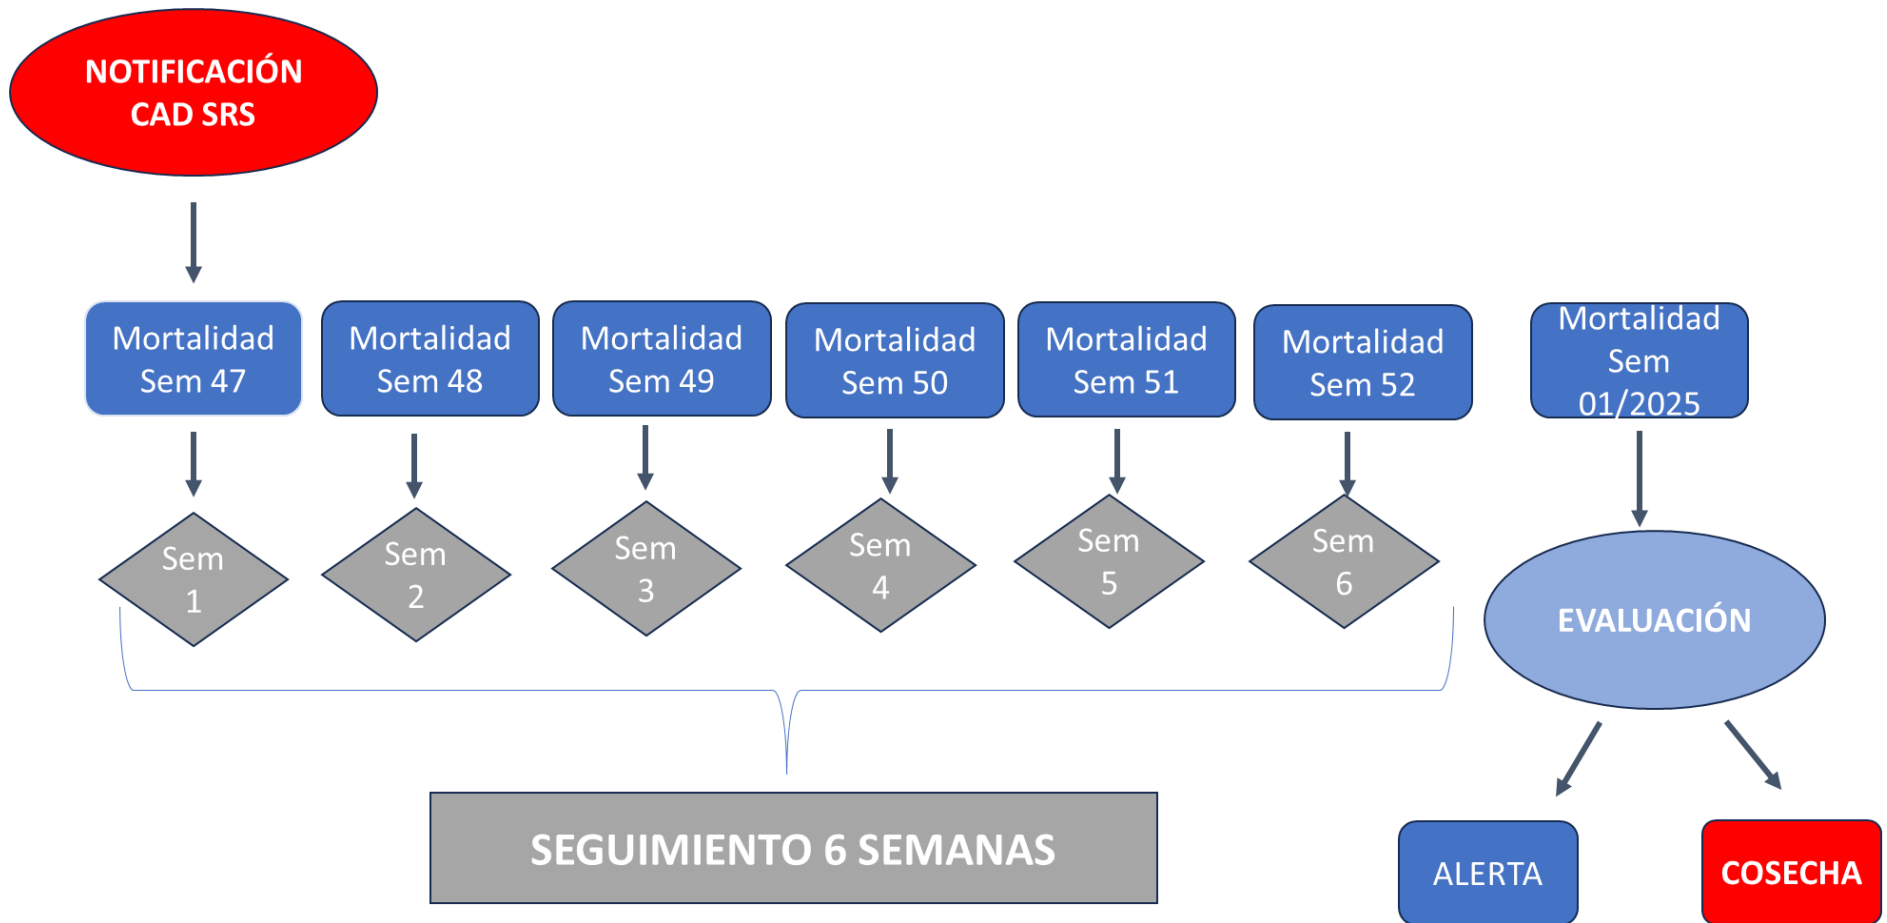 NOTIFICACIÓN
CAD SRS
Mortalidad
Sem 47
Mortalidad
Sem 48
Mortalidad
Sem 49
Mortalidad
Sem 50
Mortalidad
Sem 51
Mortalidad
Sem 52
Mortalidad
Sem
01/2025
Sem
1
Sem
2
Sem
3
Sem
4
Sem
5
Sem
6
EVALUACIÓN
SEGUIMIENTO 6 SEMANAS
ALERTA
COSECHA